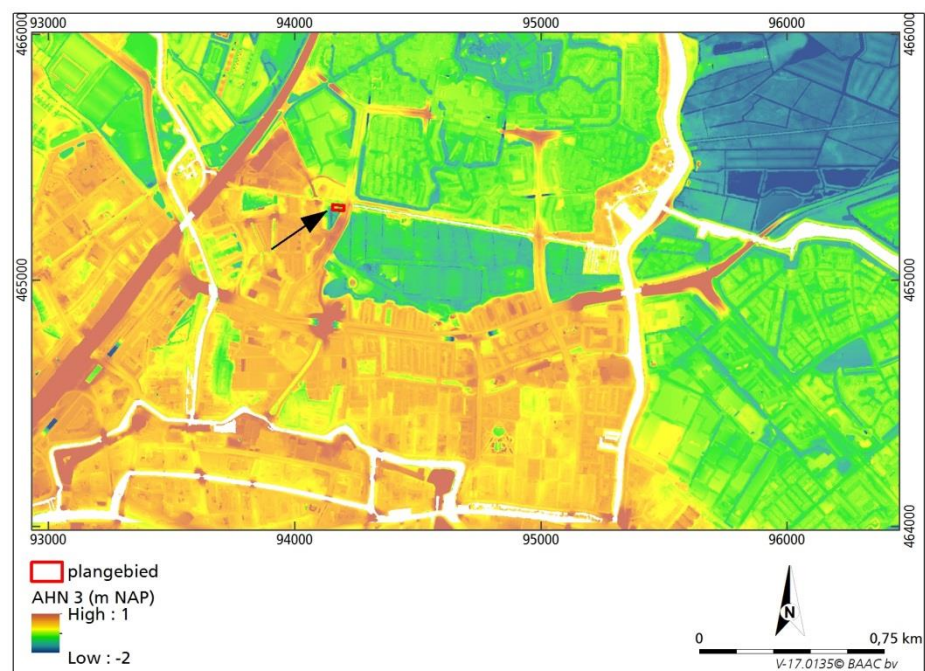 93000 94000 95000 96000
466000 466000
465000 465000
464000 464000
93000 94000 95000 96000
plangebied
AHN 3 (m NAP)
High : 1
Low : -2
N
0 0,75 km
V-17.0135© BAAC bv